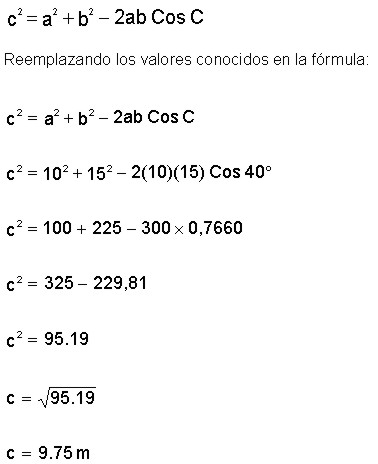 c² = a² + b² – 2ab Cos C
Reemplazando los valores conocidos en la fórmula:
c² = a² + b² – 2ab Cos C
c² = 10² + 15² – 2(10)(15) Cos 40°
c² = 100 + 225 – 300 × 0,7660
c² = 325 – 229,81
c² = 95.19
c = √95.19
c = 9.75 m